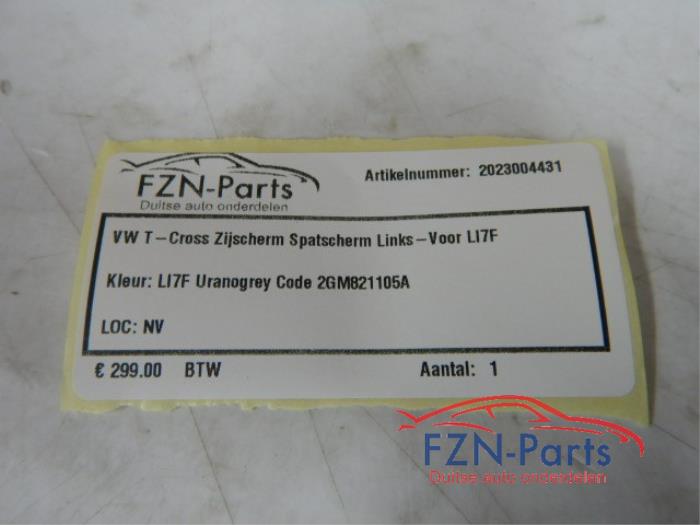 FZN-Parts
Duitse auto onderdelen
Artikelnummer: 2023004431
VW T-Cross Zijscherm Spatscherm Links-Voor LI7F
Kleur: LI7F Uranogrey Code 2GM821105A
LOC: NV
€ 299.00 BTW
Aantal: 1
FZN-Parts
Duitse auto onderdelen